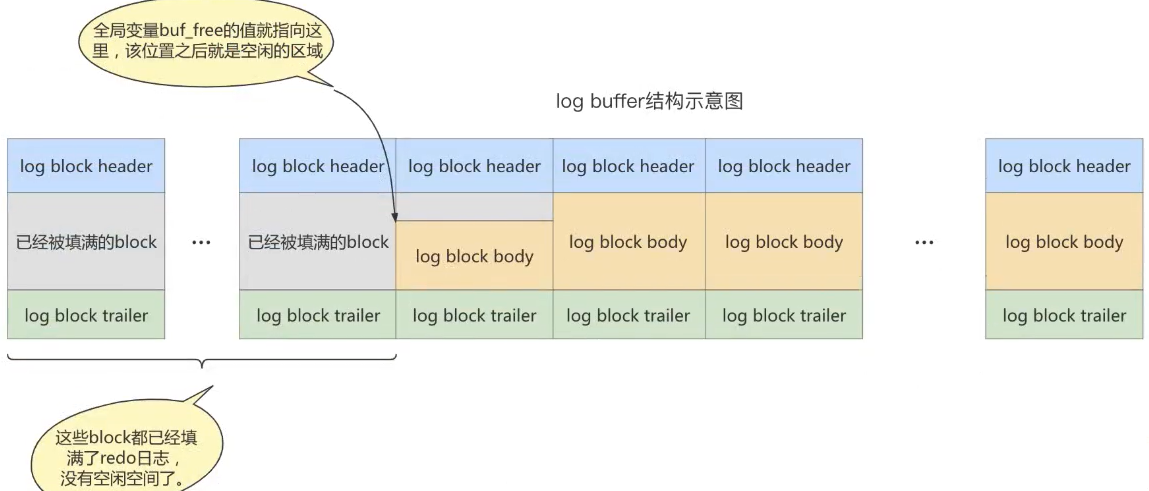 全局变量buf_free的值就指向这
里，该位置之后就是空闲的区域
log buffer结构示意图
log block header
log block header
log block header
log block header
log block header
log block header
已经被填满的block
...
已经被填满的block
log block body
log block body
log block body
...
log block body
log block trailer
log block trailer
log block trailer
log block trailer
log block trailer
log block trailer
这些block都已经填
满了redo日志，
没有空闲空间了。